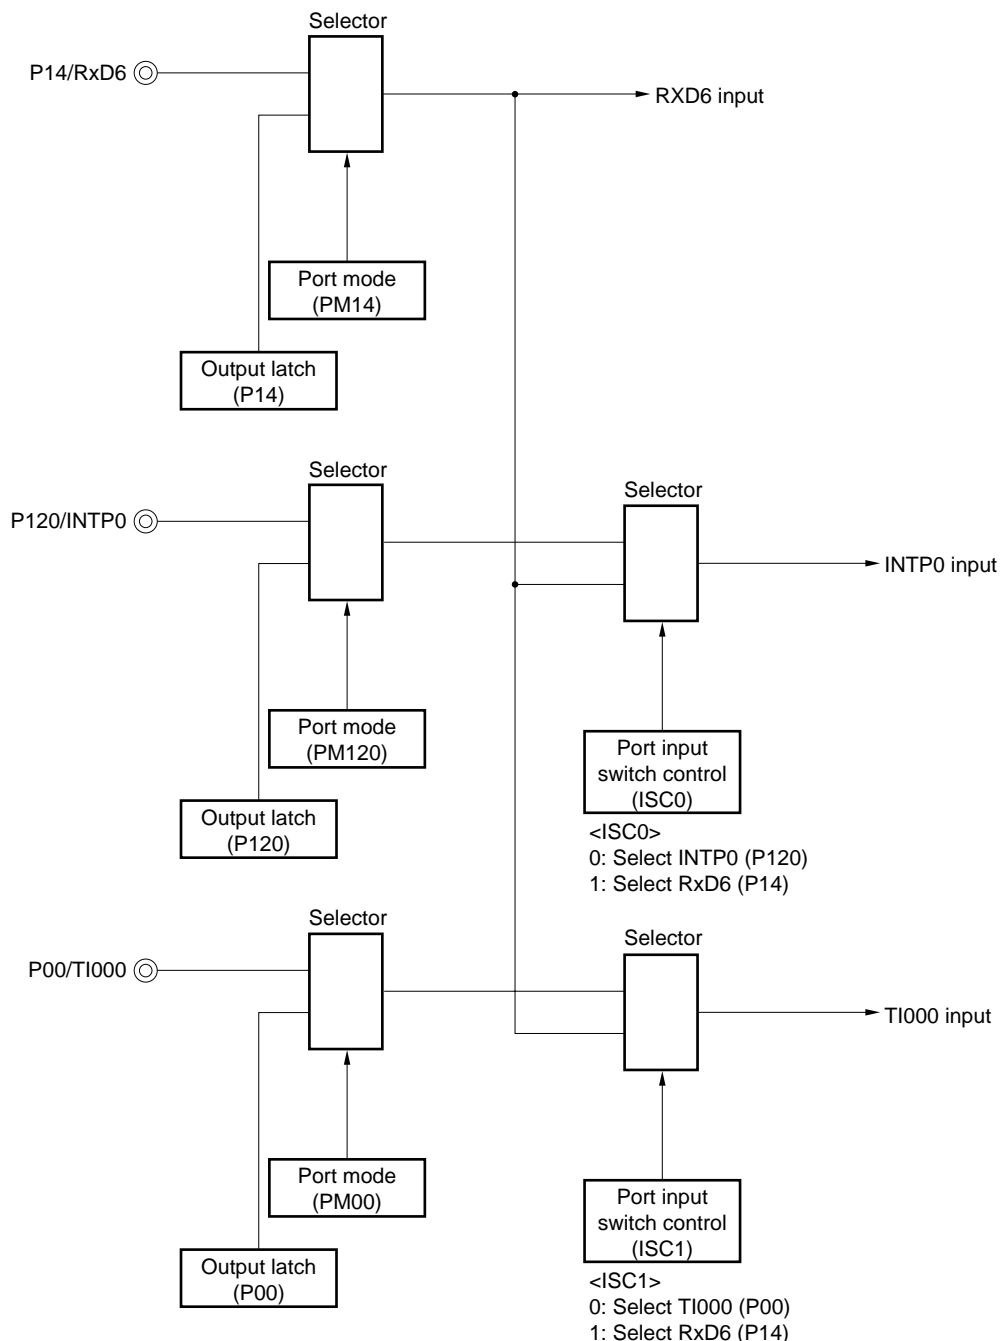 Selector
P14/RxD6
RXD6 input
Port mode
(PM14)
Output latch
(P14)
Selector
P120/INTP0
Selector
INTP0 input
Port mode
(PM120)
Output latch
(P120)
Port input
switch control
(ISC0)
<ISC0>
0: Select INTP0 (P120)
1: Select RxD6 (P14)
Selector
P00/TI000
Selector
TI000 input
Port mode
(PM00)
Output latch
(P00)
Port input
switch control
(ISC1)
<ISC1>
0: Select TI000 (P00)
1: Select RxD6 (P14)